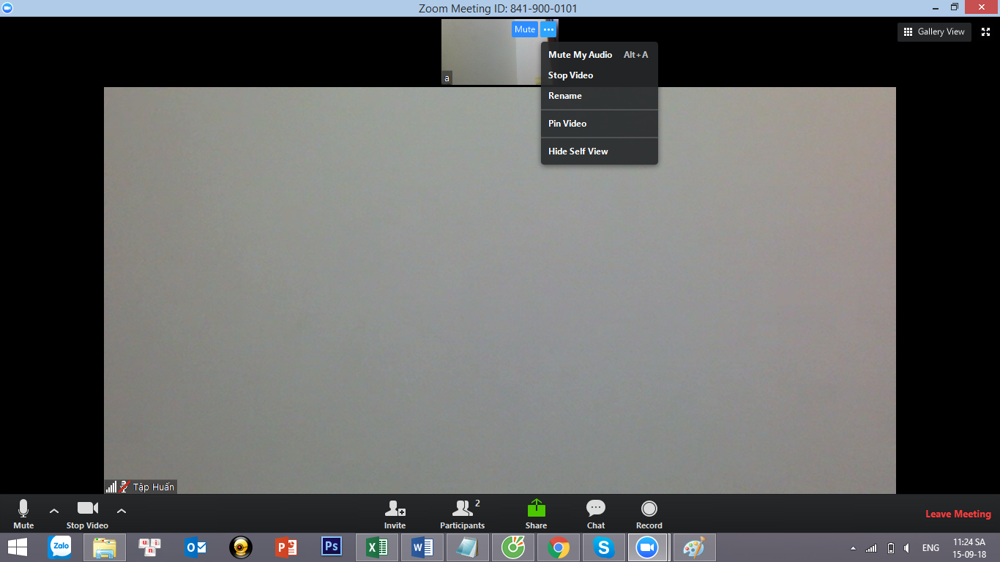 Zoom Meeting ID: 841-900-0101
Mute
Gallery View
a
Mute My Audio Alt+A
Stop Video
Rename
Pin Video
Hide Self View
Tập Huấn
Mute
Stop Video
Invite
Participants
2
Share
Chat
Record
Leave Meeting
Zalo
u
i
n
ENG
11:24 SA
15-09-18